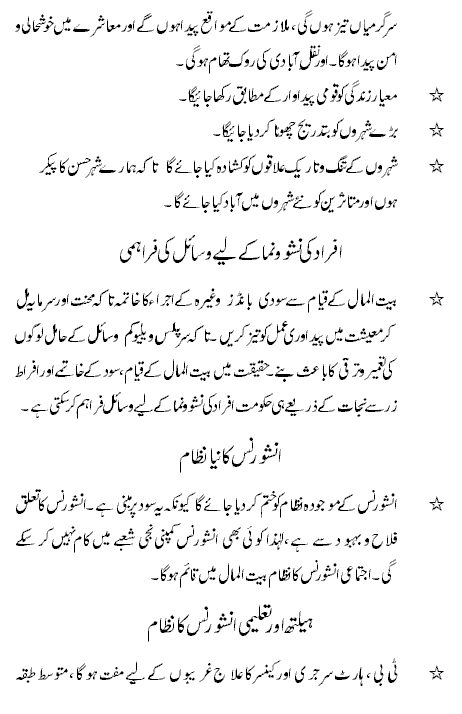 سرگرمیاں تیز ہوں گی، ملازمت کے مواقع پیدا ہوں گے اور معاشرے میں خوشحالی و
امن پیدا ہوگا۔ اور نقل آبادی کی روک تھام ہوگی۔
☆ معیار زندگی کو قومی پیداوار کے مطابق رکھا جائیگا۔
☆ بڑے شہروں کو بتدریج چھوٹا کر دیا جائیگا۔
☆ شہروں کے تنگ و تاریک علاقوں کو کشادہ کیا جائے گا تا کہ ہمارے شہر حسن کا پیکر
ہوں اور متاثرین کو نئے شہروں میں آباد کیا جائے گا۔
افراد کی نشوونما کے لیے وسائل کی فراہمی
☆ بیت المال کے قیام سے سودی بانڈز وغیرہ کے اجراء کا خاتمہ تا کہ محنت اور سرمایہ مل
کر معیشت میں پیداوری عمل کو تیز کریں۔ تا کہ سرپلس ویلیو کم وسائل کے حامل لوگوں
کی تعمیر و ترقی کا باعث بنے۔ حقیقت میں بیت المال کے قیام، سود کے خاتمے اور افراط
زر سے نجات کے ذریعے ہی حکومت افراد کی نشوونما کے لیے وسائل فراہم کر سکتی ہے۔
انشورنس کا نیا نظام
☆ انشورنس کے موجودہ نظام کو ختم کر دیا جائے گا کیونکہ یہ سود پر مبنی ہے۔ انشورنس کا تعلق
فلاح و بہبود سے ہے، لہٰذا کوئی بھی انشورنس کمپنی نجی شعبے میں کام نہیں کر سکے
گی۔ اجتماعی انشورنس کا نظام بیت المال میں قائم ہوگا۔
ہیلتھ اور تعلیمی انشورنس کا نظام
☆ ٹی بی، ہارٹ سرجری اور کینسر کا علاج غریبوں کے لیے مفت ہوگا، متوسط طبقہ